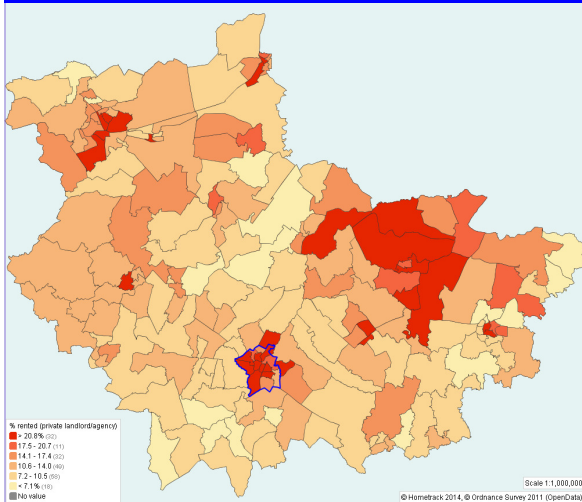 % rented (private landlord/agency)
> 20.8% (32)
17.5 - 20.7 (11)
14.1 - 17.4 (32)
10.6 - 14.0 (49)
7.2 - 10.5 (59)
< 7.1% (18)
No value
Scale 1:1,000,000
© Hometrack 2014, © Ordnance Survey 2011 (OpenData)